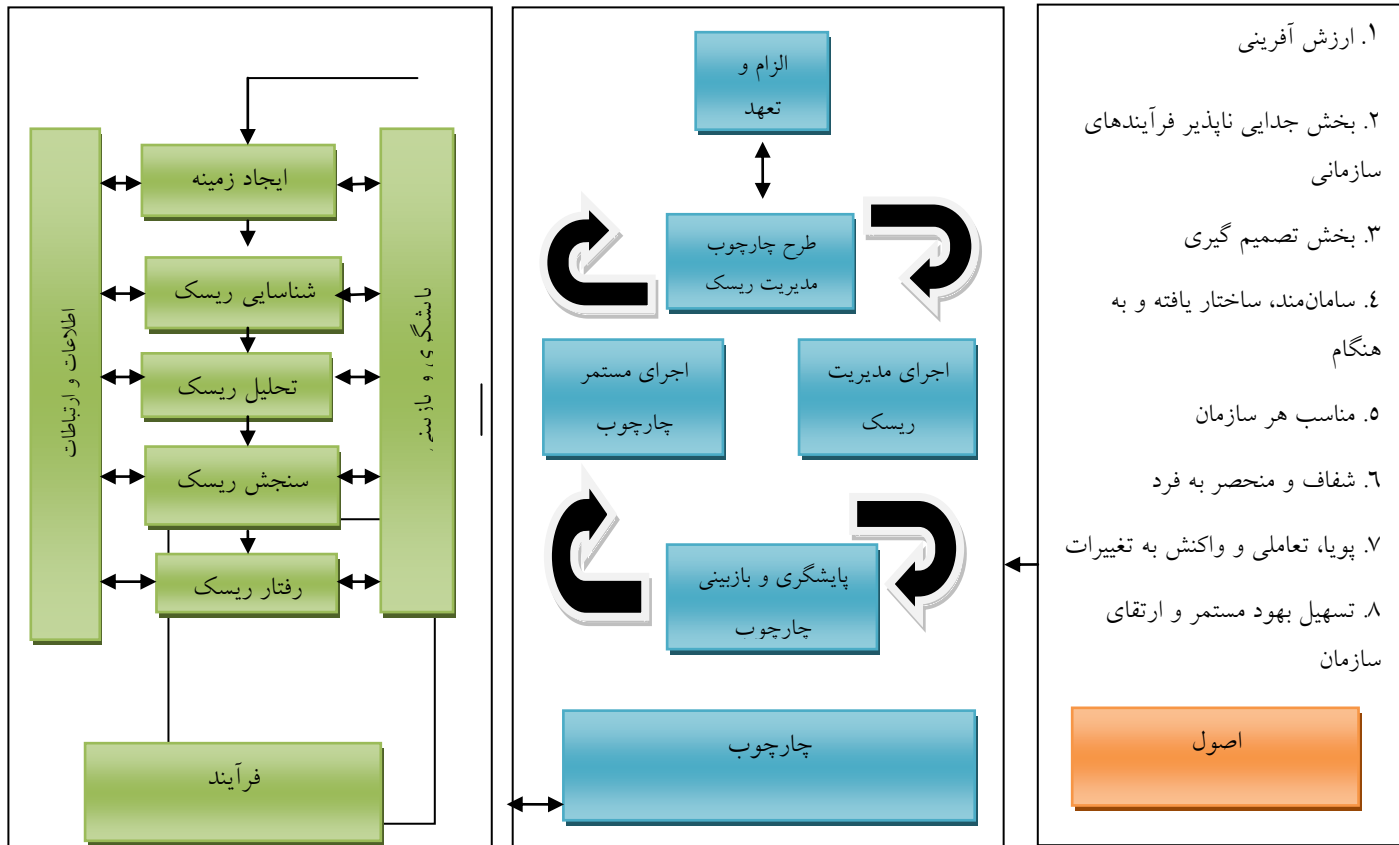 ۱. ارزش آفرینی
۲. بخش جدایی ناپذیر فرآیندهای
سازمانی
۳. بخش تصمیم گیری
٤. سامان‌مند، ساختار یافته و به
هنگام
٥. مناسب هر سازمان
٦. شفاف و منحصر به فرد
۷. پویا، تعاملی و واکنش به تغییرات
۸. تسهیل بهود مستمر و ارتقای
سازمان
اصول
الزام و
تعهد
طرح چارچوب
مدیریت ریسک
اجرای مدیریت
ریسک
اجرای مستمر
چارچوب
پایشگری و بازبینی
چارچوب
چارچوب
ایجاد زمینه
شناسایی ریسک
تحلیل ریسک
سنجش ریسک
رفتار ریسک
پایشگری و بازبینی
اطلاعات و ارتباطات
فرآیند